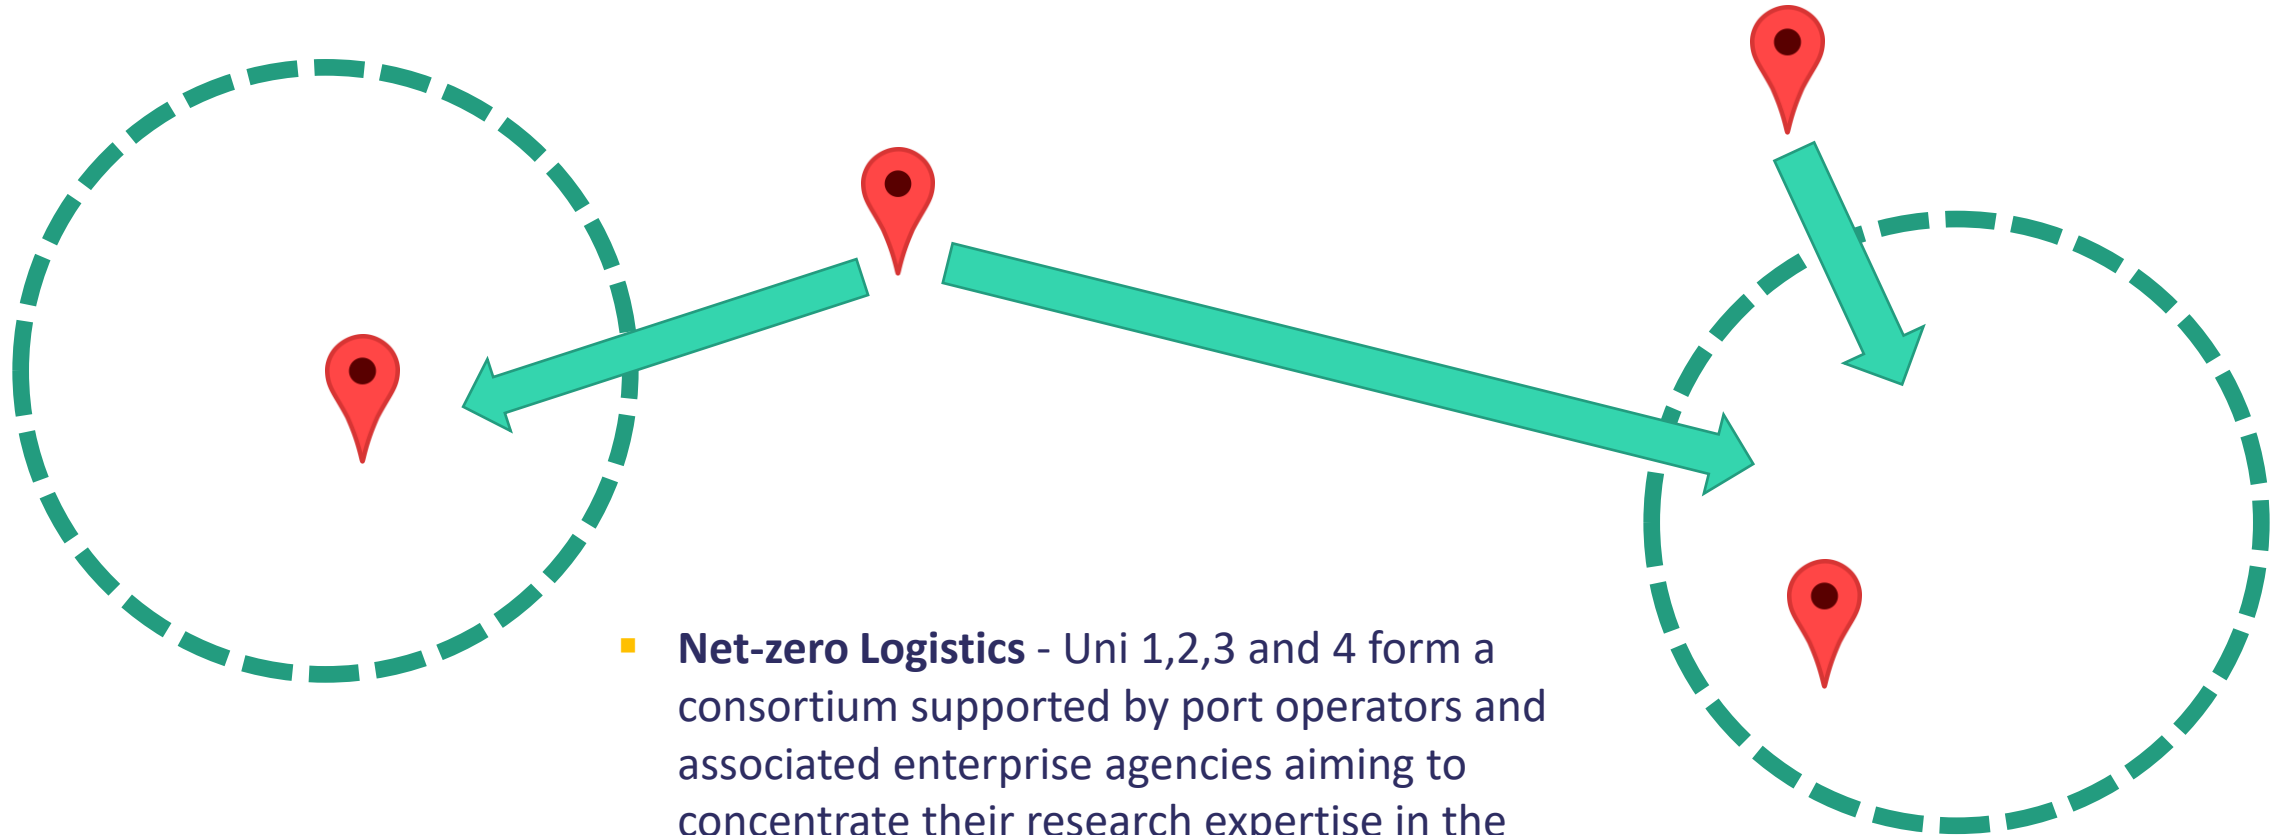 Net-zero Logistics - Uni 1,2,3 and 4 form a
consortium supported by port operators and
associated enterprise agencies aiming to
concentrate their research expertise in the